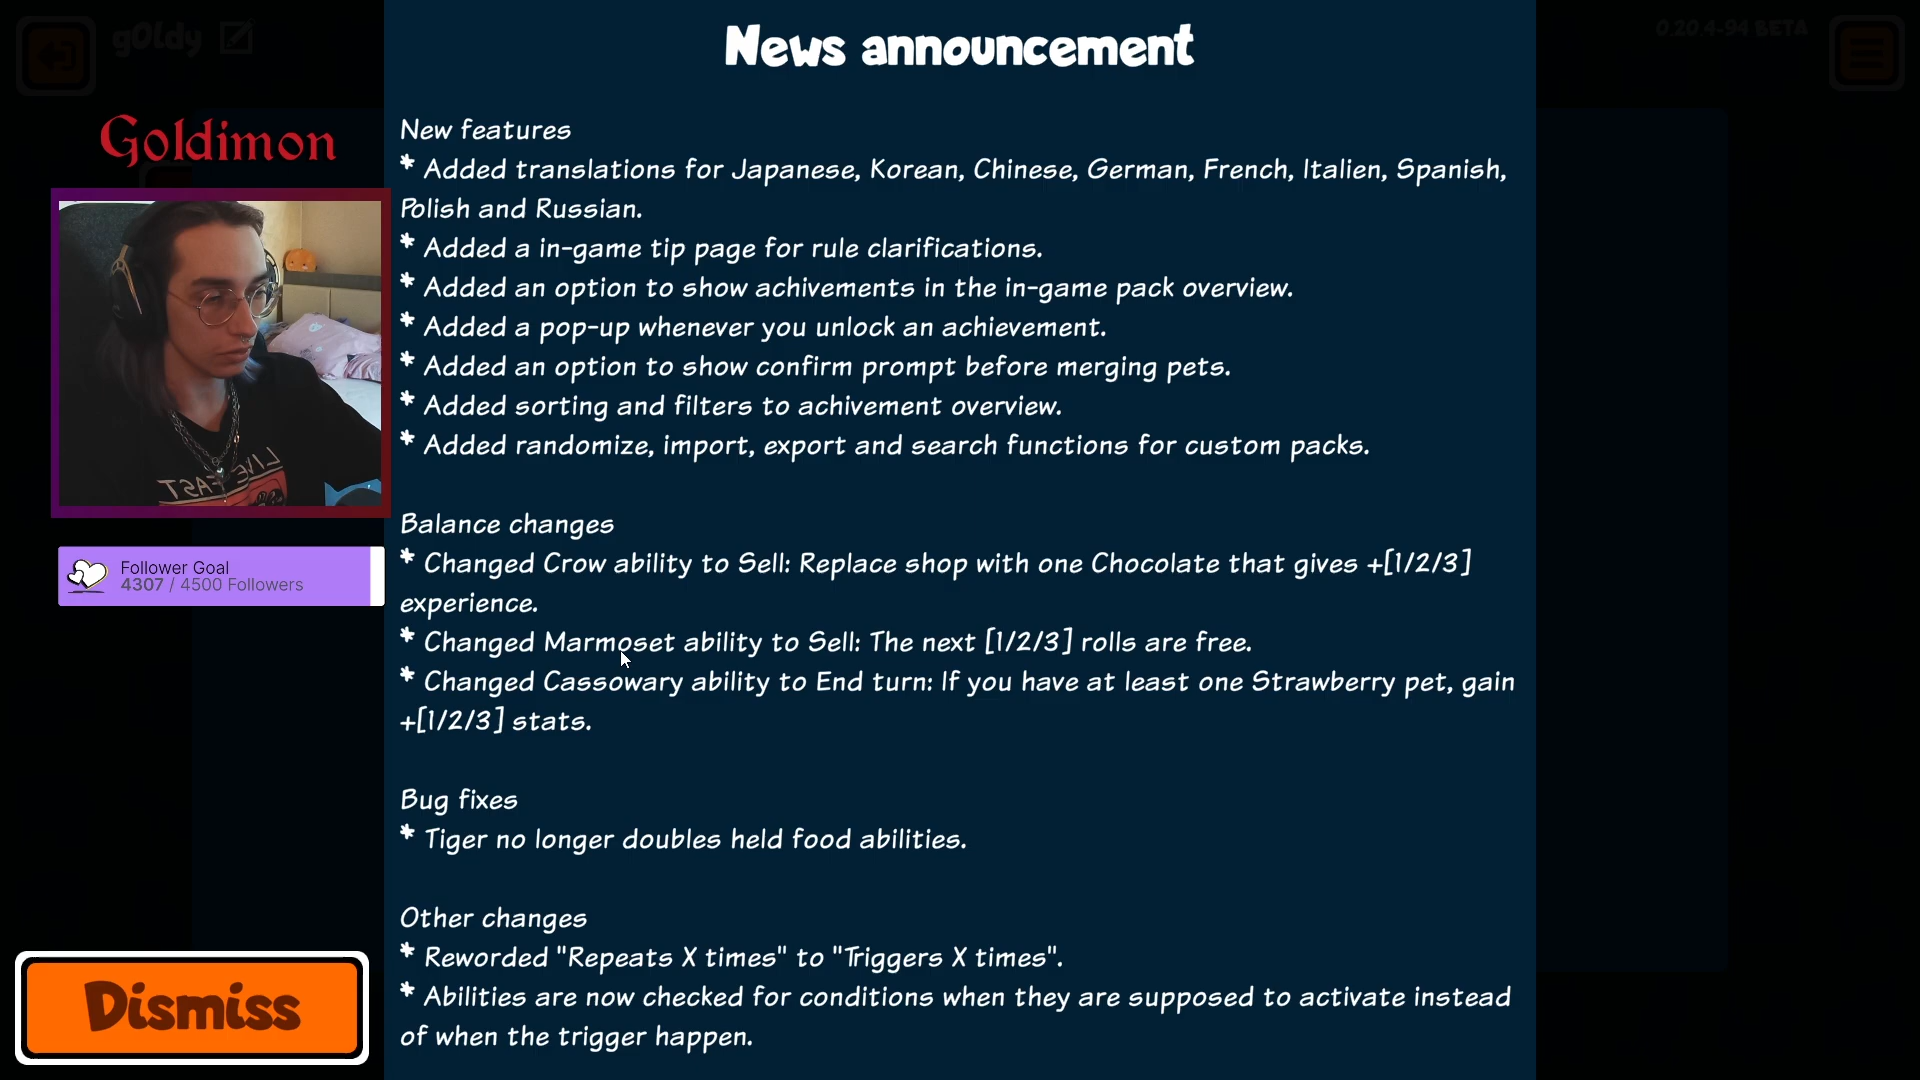 g0ldy
0.20.4-94 BETA
News announcement
Goldimon
New features
* Added translations for Japanese, Korean, Chinese, German, French, Italien, Spanish,
Polish and Russian.
* Added a in-game tip page for rule clarifications.
* Added an option to show achivements in the in-game pack overview.
* Added a pop-up whenever you unlock an achievement.
* Added an option to show confirm prompt before merging pets.
* Added sorting and filters to achivement overview.
* Added randomize, import, export and search functions for custom packs.
Balance changes
* Changed Crow ability to Sell: Replace shop with one Chocolate that gives +[1/2/3]
experience.
* Changed Marmoset ability to Sell: The next [1/2/3] rolls are free.
* Changed Cassowary ability to End turn: If you have at least one Strawberry pet, gain
+[1/2/3] stats.
Bug fixes
* Tiger no longer doubles held food abilities.
Other changes
* Reworded "Repeats X times" to "Triggers X times".
* Abilities are now checked for conditions when they are supposed to activate instead
of when the trigger happen.
LIVE FAST
Follower Goal
4307 / 4500 Followers
Dismiss